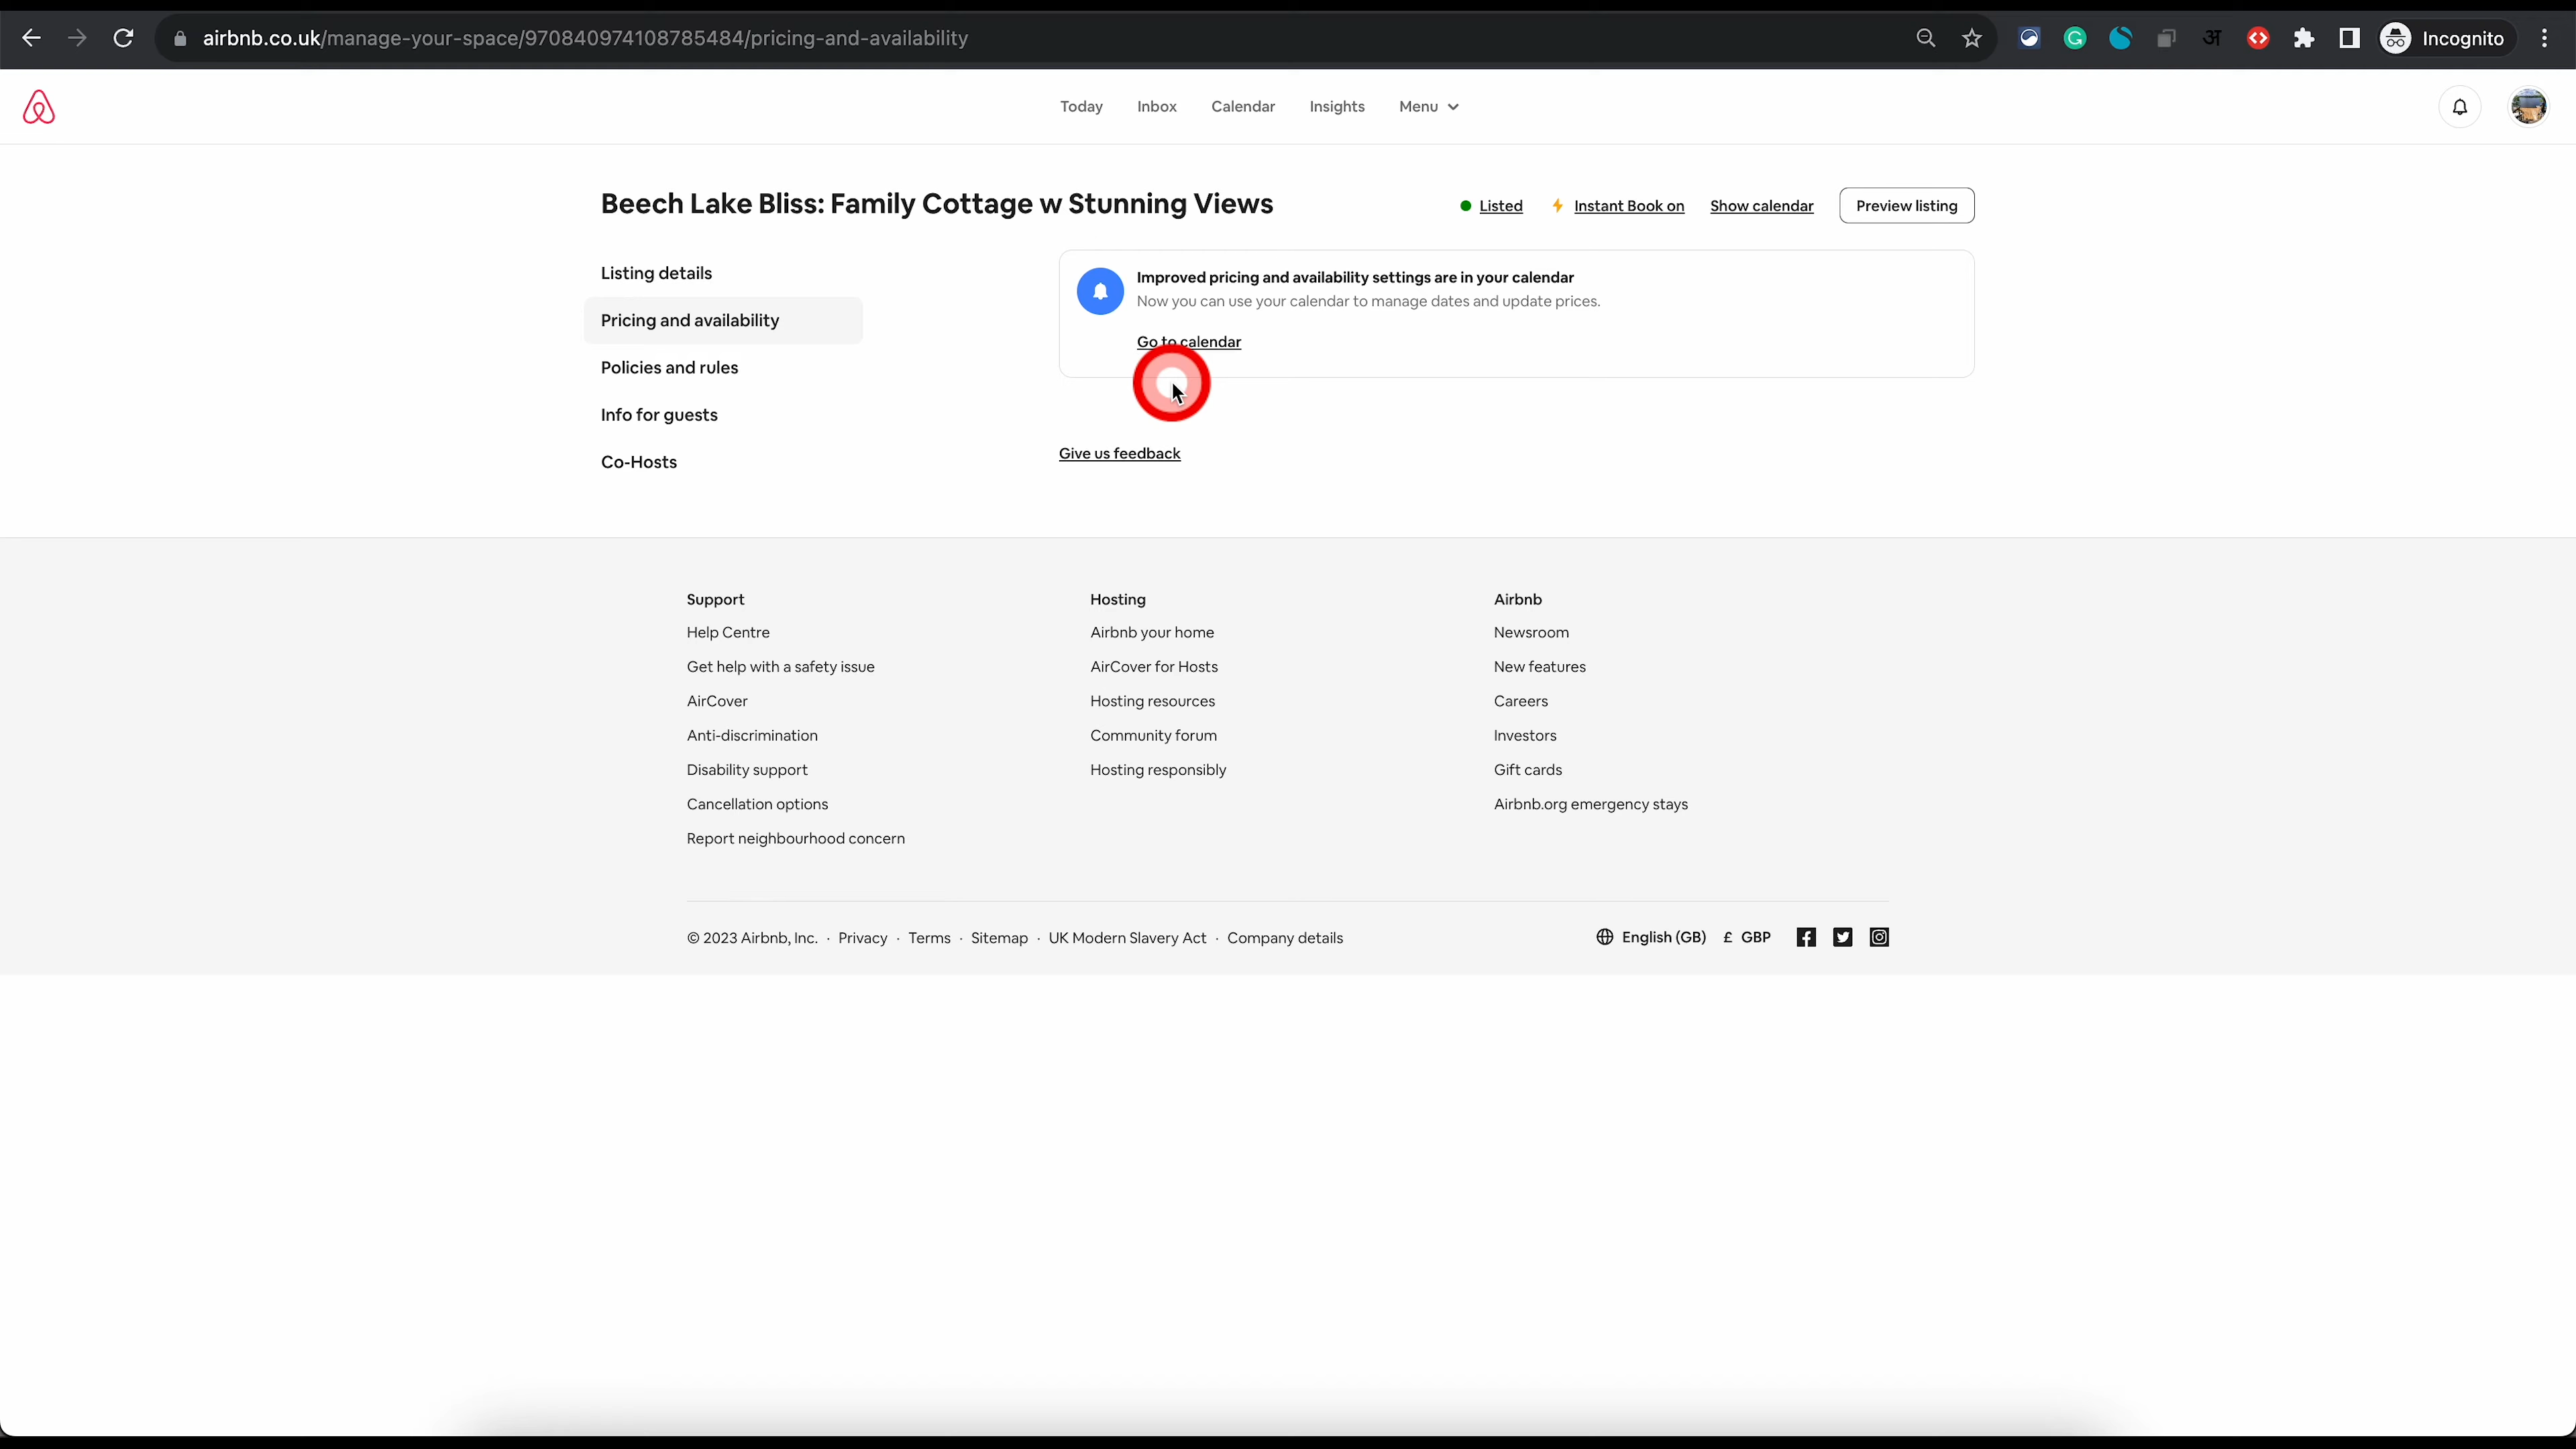 airbnb.co.uk/manage-your-space/970840974108785484/pricing-and-availability
अ
Incognito
Today Inbox Calendar Insights Menu
Beech Lake Bliss: Family Cottage w Stunning Views
Listed Instant Book on Show calendar Preview listing
Listing details
Pricing and availability
Policies and rules
Info for guests
Co-Hosts
Improved pricing and availability settings are in your calendar
Now you can use your calendar to manage dates and update prices.
Go to calendar
Give us feedback
Support
Help Centre
Get help with a safety issue
AirCover
Anti-discrimination
Disability support
Cancellation options
Report neighbourhood concern
Hosting
Airbnb your home
AirCover for Hosts
Hosting resources
Community forum
Hosting responsibly
Airbnb
Newsroom
New features
Careers
Investors
Gift cards
Airbnb.org emergency stays
© 2023 Airbnb, Inc. · Privacy · Terms · Sitemap · UK Modern Slavery Act · Company details
English (GB) £ GBP